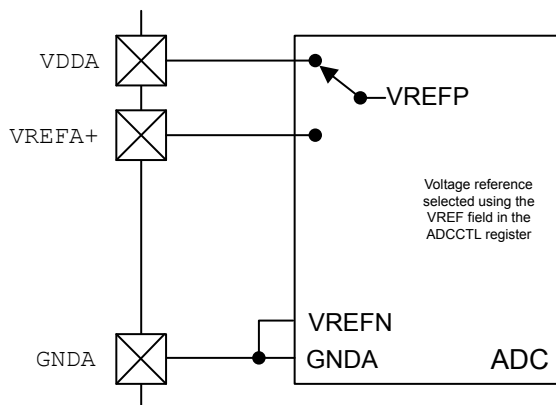 VDDA
VREFP
VREFA+
Voltage reference
selected using the
VREF field in the
ADCCTL register
VREFN
GNDA
GNDA
ADC